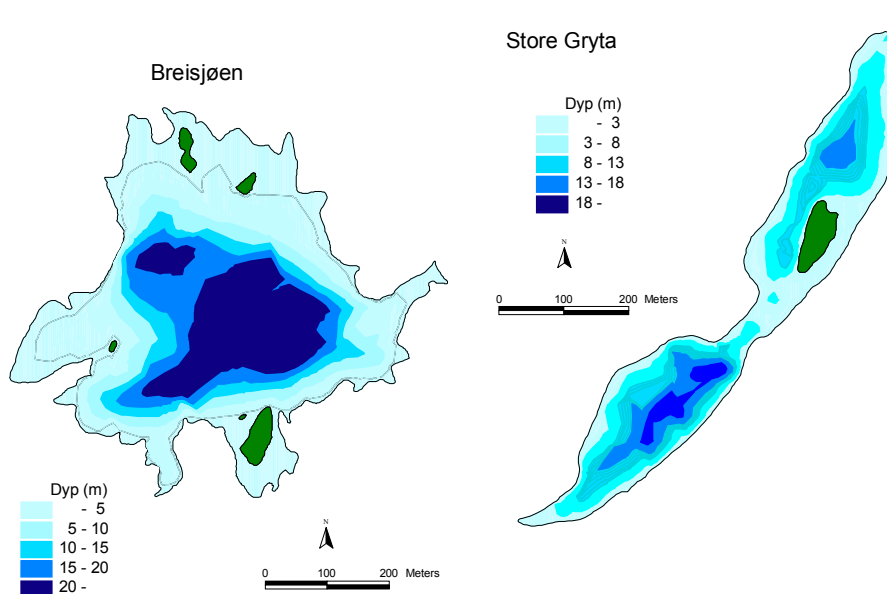 Breisjøen
Dyp (m)
- 5
5 - 10
10 - 15
15 - 20
20 -
N
0 100 200 Meters
Store Gryta
Dyp (m)
- 3
3 - 8
8 - 13
13 - 18
18 -
N
0 100 200 Meters